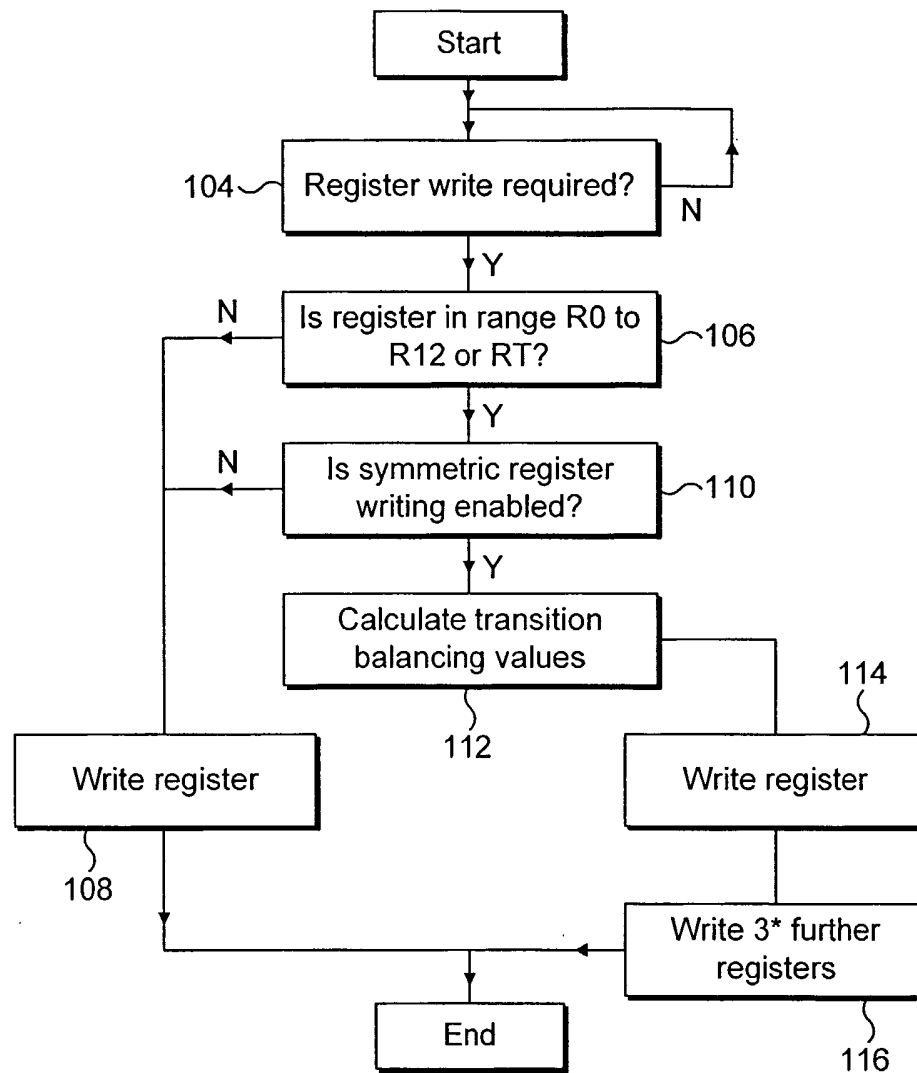 Start
104
Register write required?
N
Y
N
Is register in range R0 to
R12 or RT?
106
Y
N
Is symmetric register
writing enabled?
110
Y
Calculate transition
balancing values
112
114
Write register
Write register
108
Write 3* further
registers
116
End